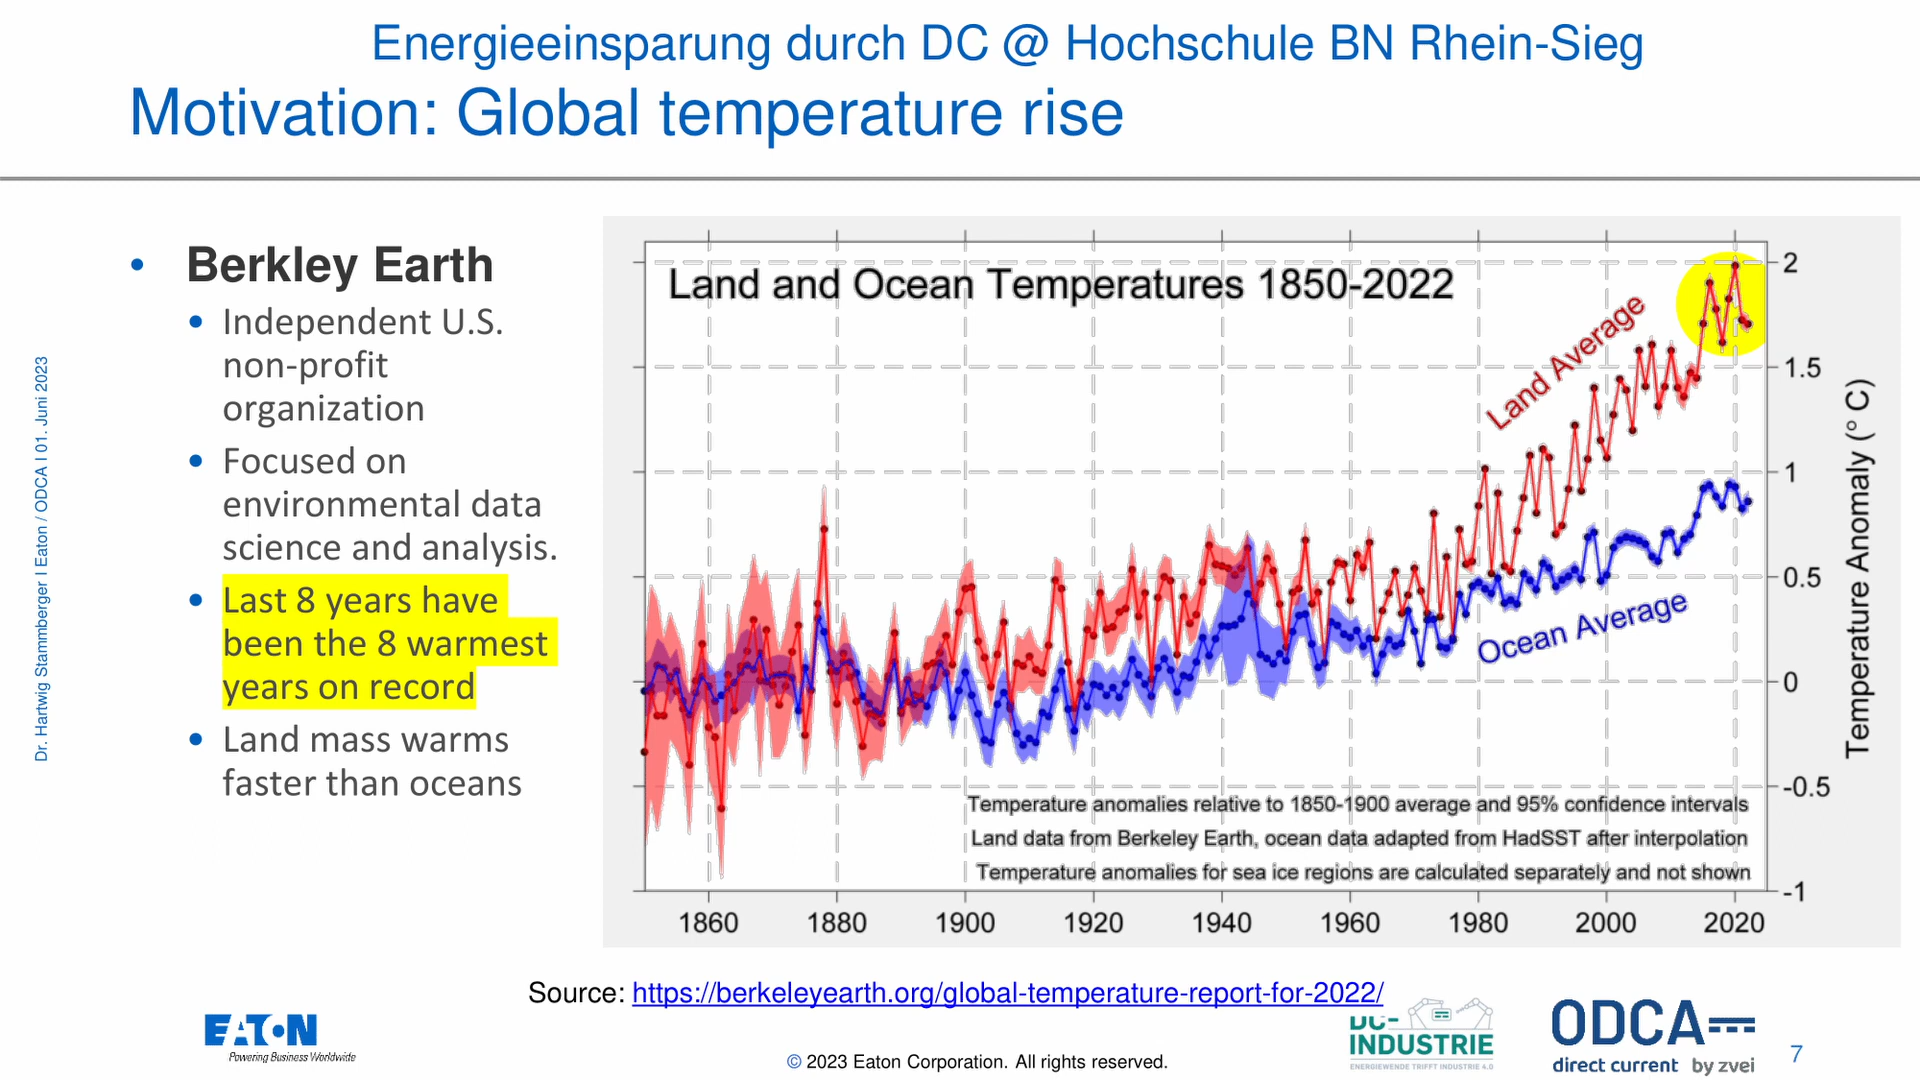 Energieeinsparung durch DC @ Hochschule BN Rhein-Sieg
Motivation: Global temperature rise
Dr. Hartwig Stammberger I Eaton / ODCA I 01. Juni 2023
• Berkley Earth
• Independent U.S.
non-profit
organization
• Focused on
environmental data
science and analysis.
• Last 8 years have
been the 8 warmest
years on record
• Land mass warms
faster than oceans
Land and Ocean Temperatures 1850-2022
Land Average
Ocean Average
Temperature anomalies relative to 1850-1900 average and 95% confidence intervals
Land data from Berkeley Earth, ocean data adapted from HadSST after interpolation
Temperature anomalies for sea ice regions are calculated separately and not shown
2
1.5
1
0.5
0
-0.5
-1
Temperature Anomaly (° C)
1860 1880 1900 1920 1940 1960 1980 2000 2020
Source: https://berkeleyearth.org/global-temperature-report-for-2022/
EATON
Powering Business Worldwide
© 2023 Eaton Corporation. All rights reserved.
DC-
INDUSTRIE
ENERGIEWENDE TRIFFT INDUSTRIE 4.0
ODCA
direct current by zvei
7